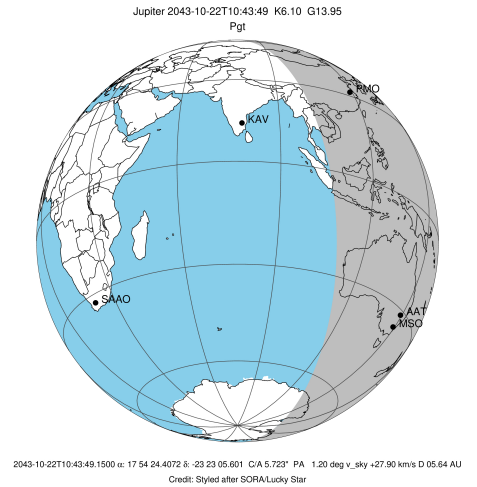 Jupiter 2043-10-22T10:43:49 K6.10 G13.95
Pgt
PMO
KAV
SAAO
AAT
MSO
2043-10-22T10:43:49.1500 α: 17 54 24.4072 δ: -23 23 05.601 C/A 5.723" PA 1.20 deg v_sky +27.90 km/s D 05.64 AU
Credit: Styled after SORA/Lucky Star